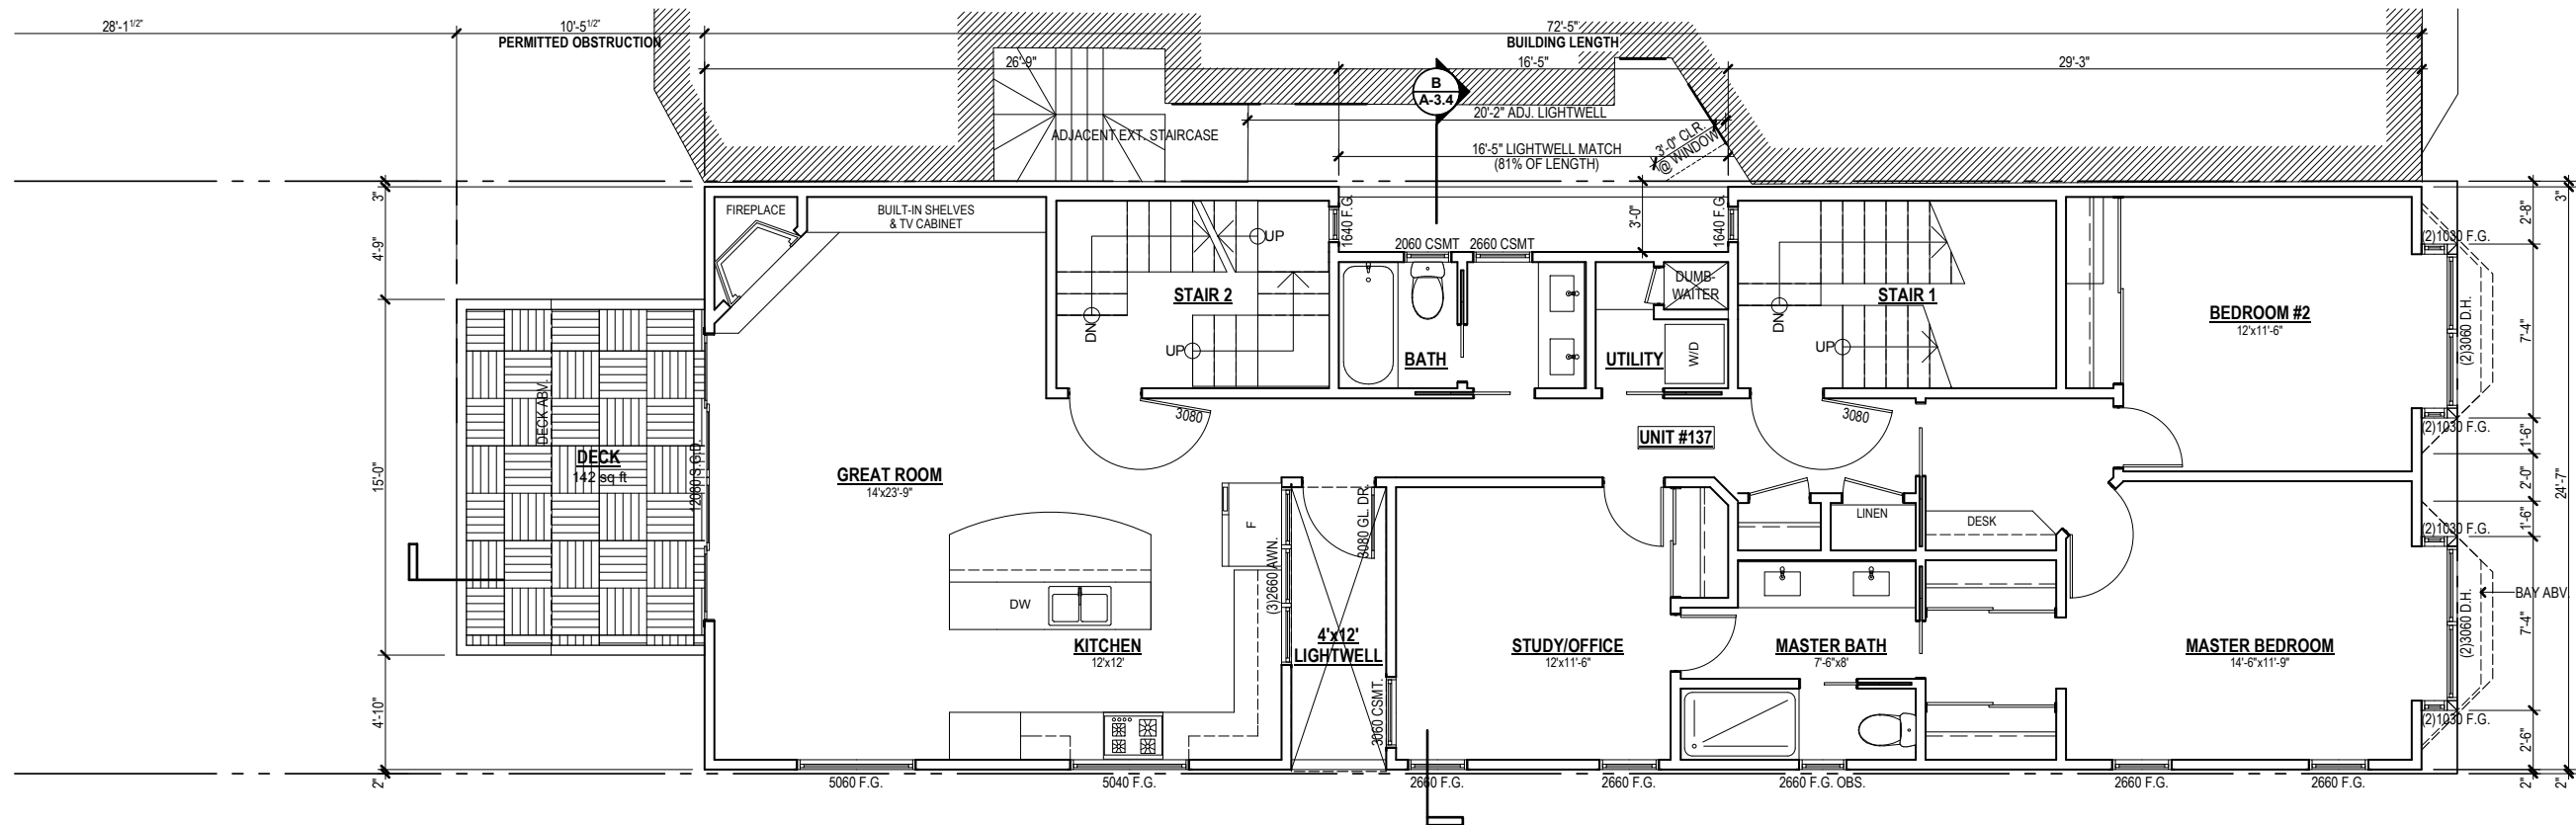 28'-1 1/2"
10'-5 1/2"
PERMITTED OBSTRUCTION
72'-5"
BUILDING LENGTH
26'-9"
16'-5"
29'-3"
B
A-3.4
20'-2" ADJ. LIGHTWELL
ADJACENT EXT. STAIRCASE
3'-0" CLR.
@ WINDOW
16'-5" LIGHTWELL MATCH
(81% OF LENGTH)
3"
4'-9"
15'-0"
4'-10"
2"
FIREPLACE
BUILT-IN SHELVES
& TV CABINET
1640 F.G.
3'-0"
1640 F.G.
2060 CSMT
2660 CSMT
UP
DN
UP
STAIR 2
BATH
DUMB-
WAITER
UTILITY
W/D
STAIR 1
DN
UP
BEDROOM #2
12'x11'-6"
(2)1030 F.G.
(2)3060 D.H.
(2)1030 F.G.
2'-8"
3"
7'-4"
1'-6"
2'-0"
24'-7"
1'-6"
7'-4"
2'-6"
2"
2"
3080
3080
UNIT #137
DECK ABV.
DECK
142 sq ft
12080 S.G.D.
GREAT ROOM
14'x23'-9"
F
DW
KITCHEN
12'x12'
(3)2660 AWN.
3080 GL. DR.
4'x12'
LIGHTWELL
3060 CSMT.
STUDY/OFFICE
12'x11'-6"
LINEN
DESK
MASTER BATH
7'-6"x8'
MASTER BEDROOM
14'-6"x11'-9"
(2)1030 F.G.
(2)3060 D.H.
BAY ABV.
(2)1030 F.G.
5060 F.G.
5040 F.G.
2660 F.G.
2660 F.G.
2660 F.G. OBS.
2660 F.G.
2660 F.G.